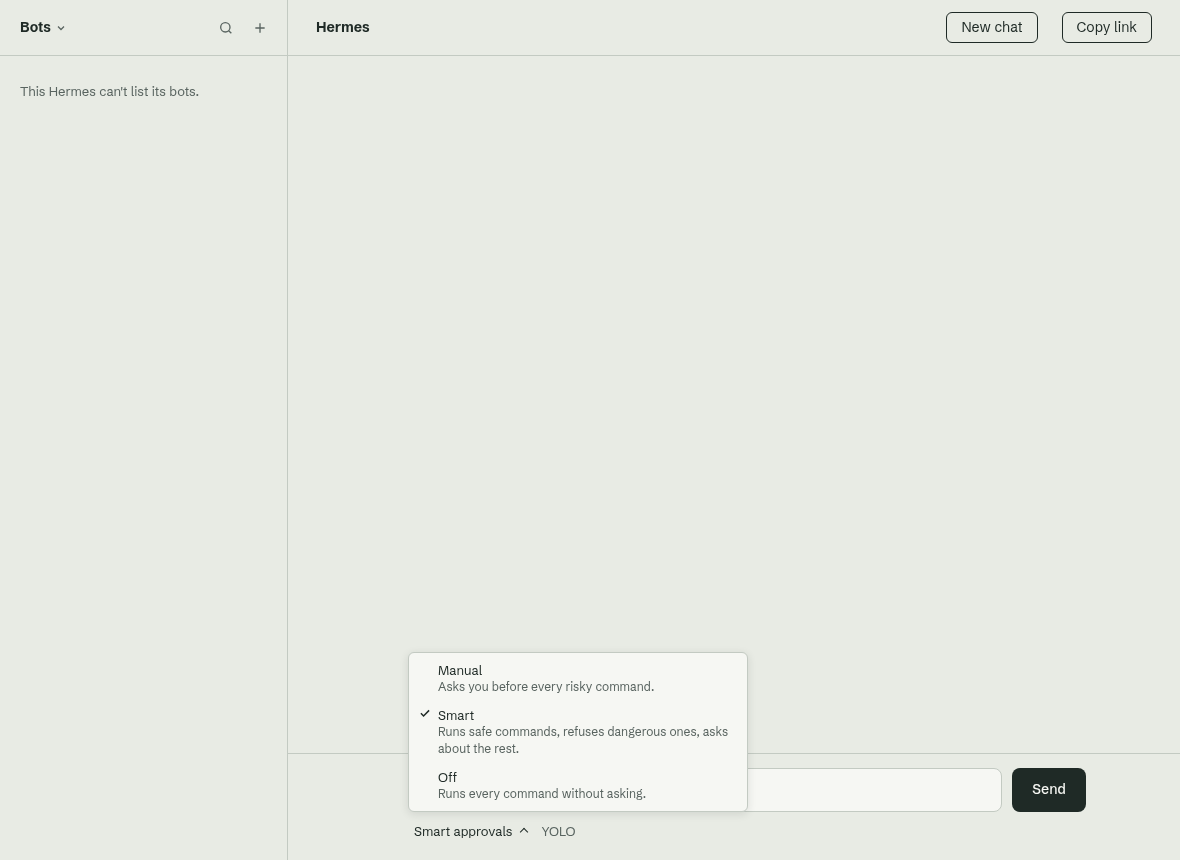 Bots
Hermes
New chat
Copy link
This Hermes can't list its bots.
Manual
Asks you before every risky command.
Smart
Runs safe commands, refuses dangerous ones, asks
about the rest.
Off
Runs every command without asking.
Send
Smart approvals
YOLO